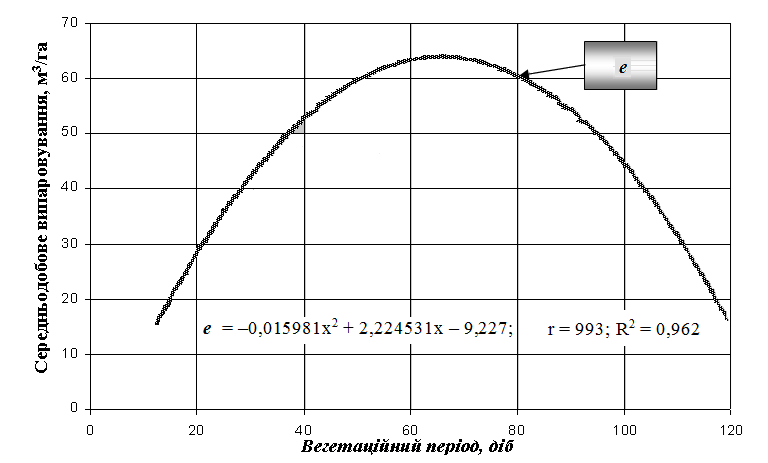 70
60
50
40
30
20
10
0
0 20 40 60 80 100 120
Середньодобове випаровування, м³/га
Вегетаційний період, діб
e
e = –0,015981x² + 2,224531x – 9,227; r = 993; R² = 0,962